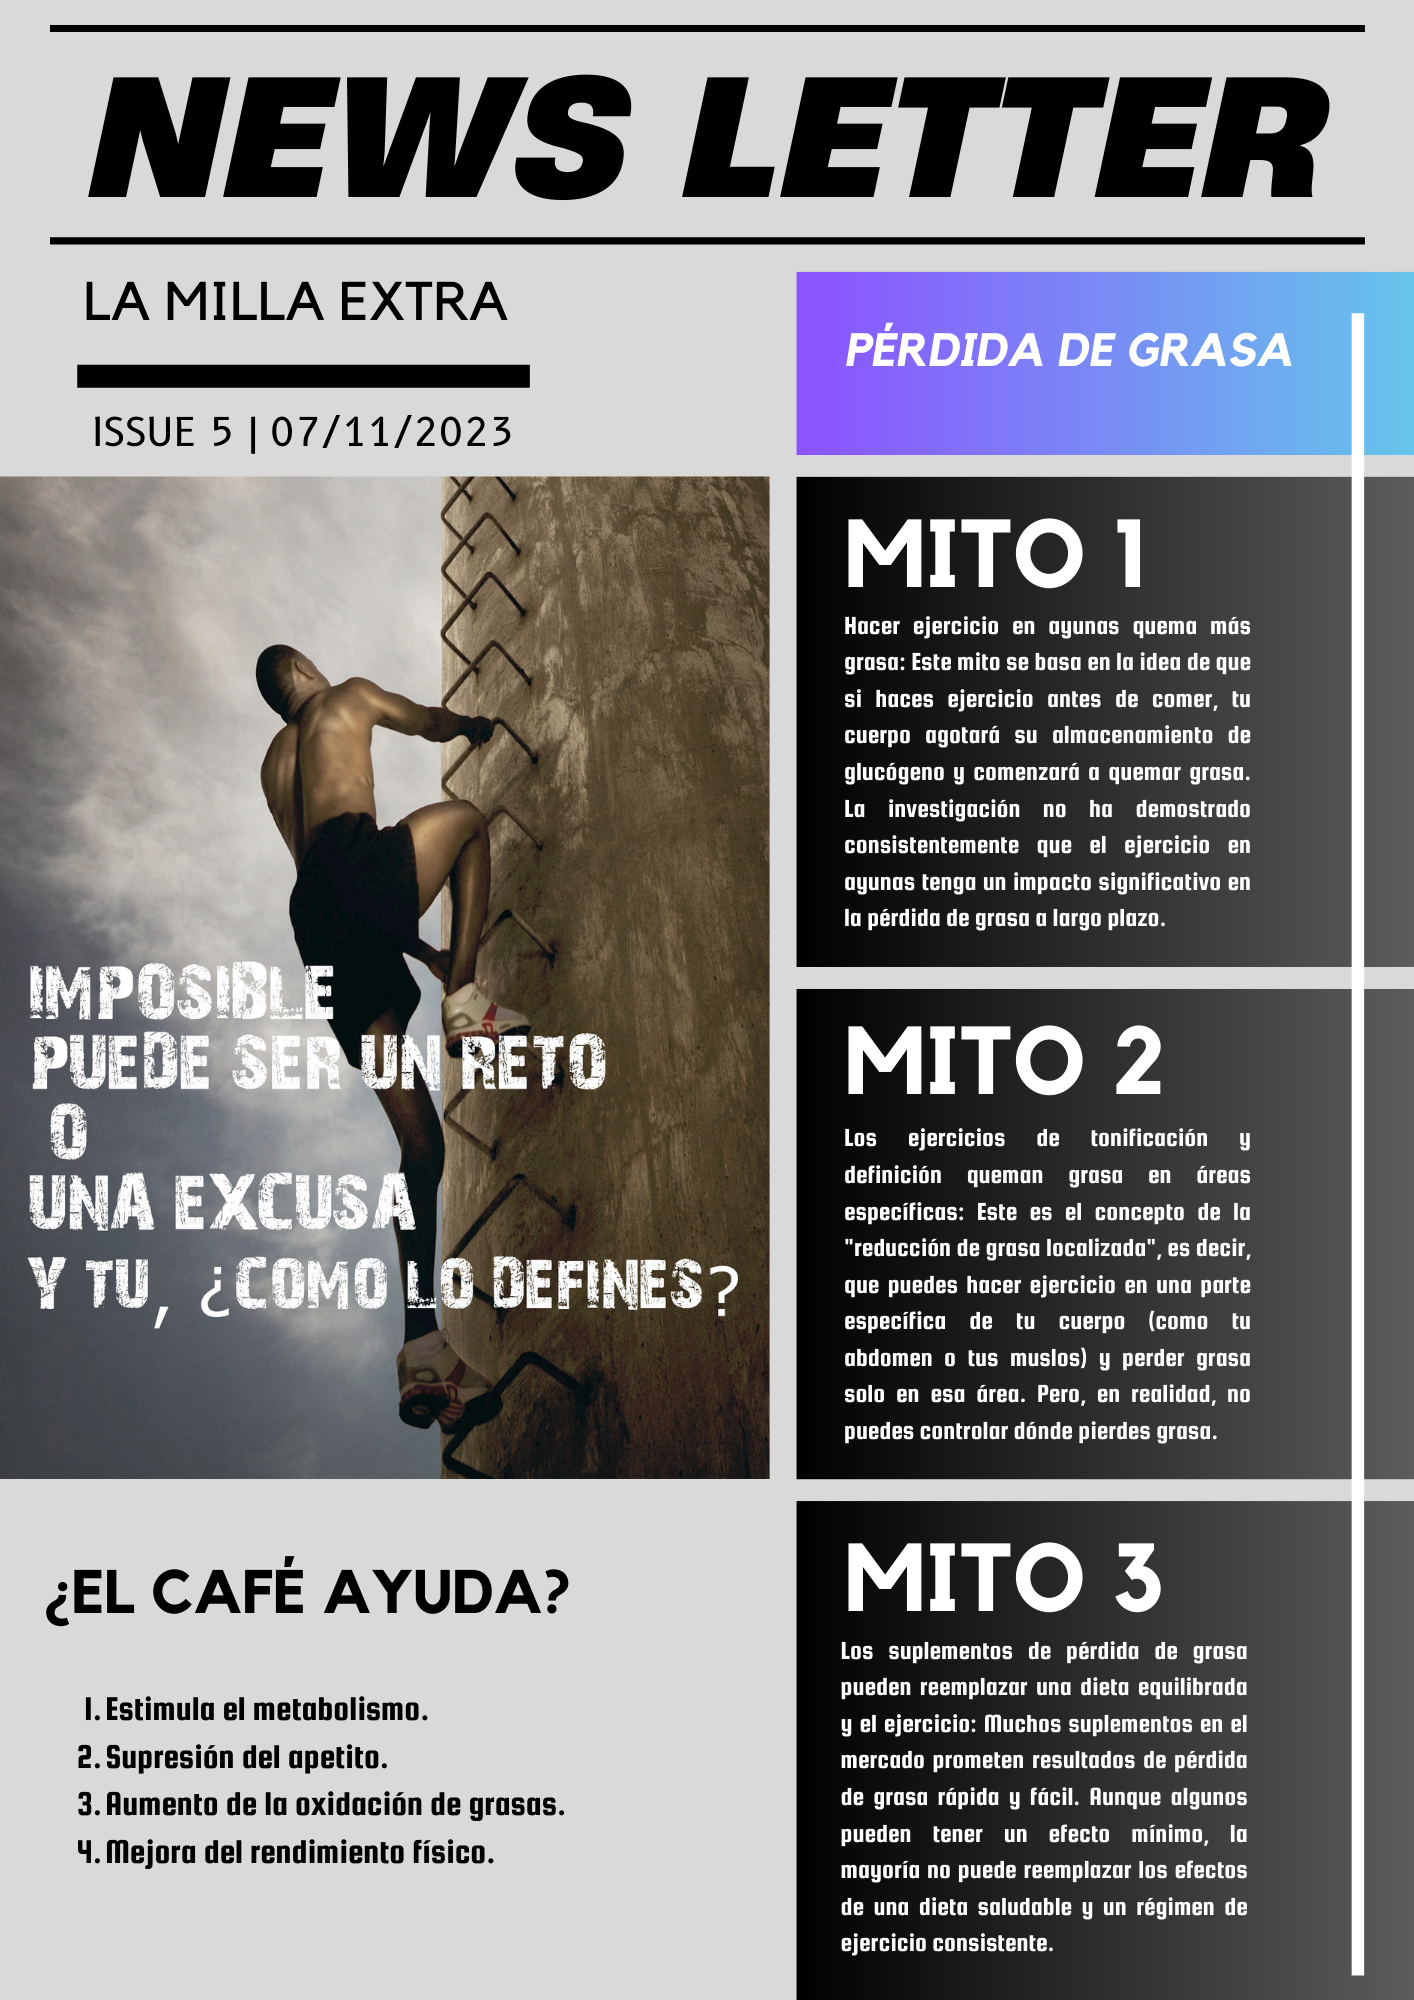 NEWS LETTER
LA MILLA EXTRA
ISSUE 5 | 07/11/2023
PÉRDIDA DE GRASA
IMPOSIBLE
PUEDE SER UN RETO
O
UNA EXCUSA
Y TU, ¿COMO LO DEFINES?
¿EL CAFÉ AYUDA?
1. Estimula el metabolismo.
2. Supresión del apetito.
3. Aumento de la oxidación de grasas.
4. Mejora del rendimiento físico.
MITO 1
Hacer ejercicio en ayunas quema más
grasa: Este mito se basa en la idea de que
si haces ejercicio antes de comer, tu
cuerpo agotará su almacenamiento de
glucógeno y comenzará a quemar grasa.
La investigación no ha demostrado
consistentemente que el ejercicio en
ayunas tenga un impacto significativo en
la pérdida de grasa a largo plazo.
MITO 2
Los ejercicios de tonificación y
definición queman grasa en áreas
específicas: Este es el concepto de la
"reducción de grasa localizada", es decir,
que puedes hacer ejercicio en una parte
específica de tu cuerpo (como tu
abdomen o tus muslos) y perder grasa
solo en esa área. Pero, en realidad, no
puedes controlar dónde pierdes grasa.
MITO 3
Los suplementos de pérdida de grasa
pueden reemplazar una dieta equilibrada
y el ejercicio: Muchos suplementos en el
mercado prometen resultados de pérdida
de grasa rápida y fácil. Aunque algunos
pueden tener un efecto mínimo, la
mayoría no puede reemplazar los efectos
de una dieta saludable y un régimen de
ejercicio consistente.